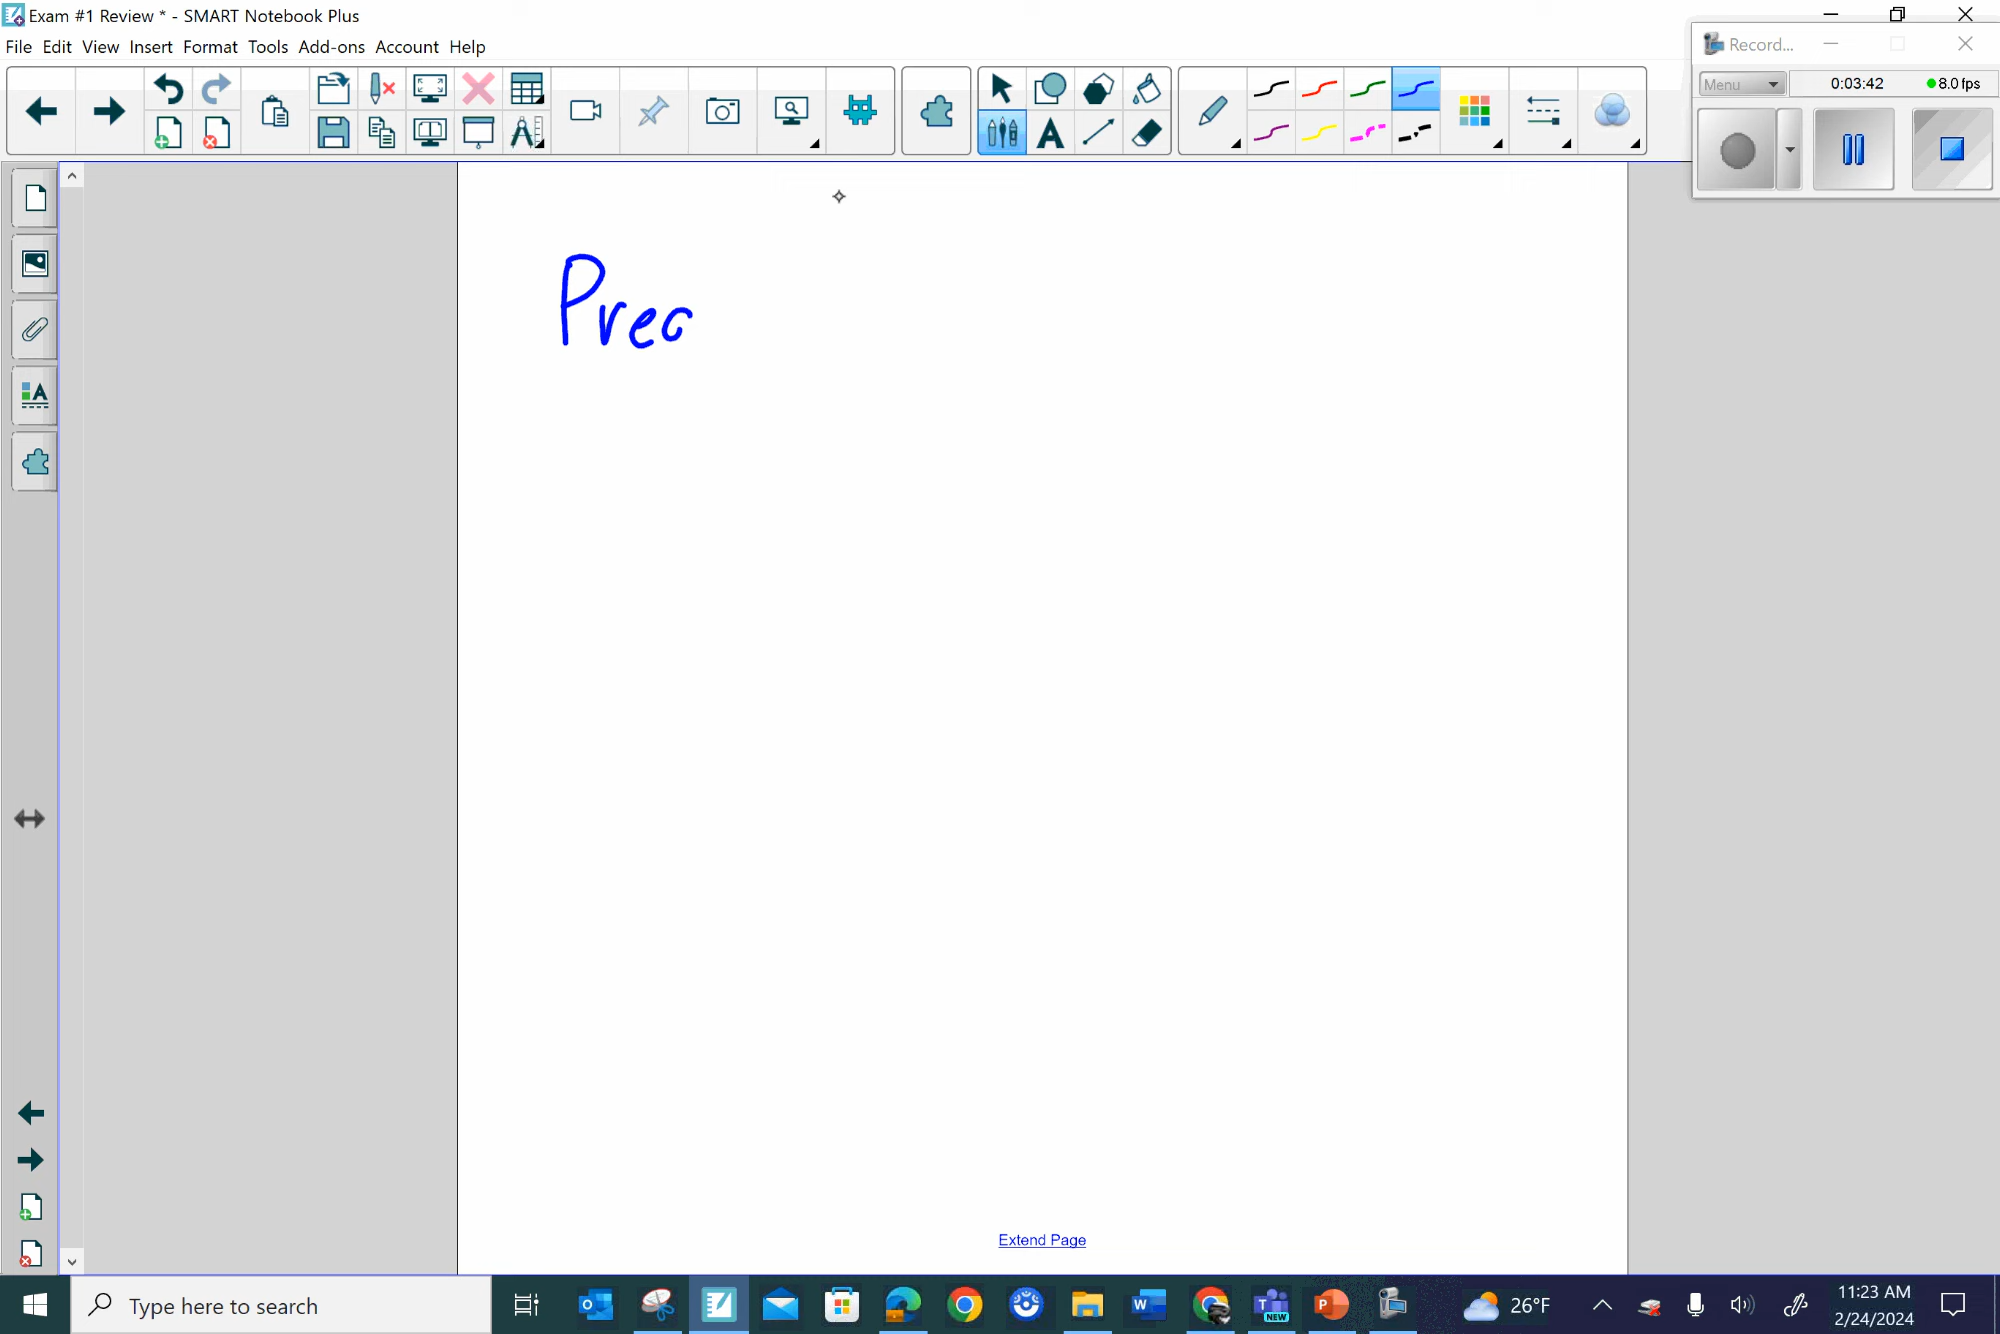 Exam #1 Review * - SMART Notebook Plus
File Edit View Insert Format Tools Add-ons Account Help
Record...
Menu 0:03:42 8.0 fps
Prec
Extend Page
Type here to search
NEW
26°F
11:23 AM
2/24/2024